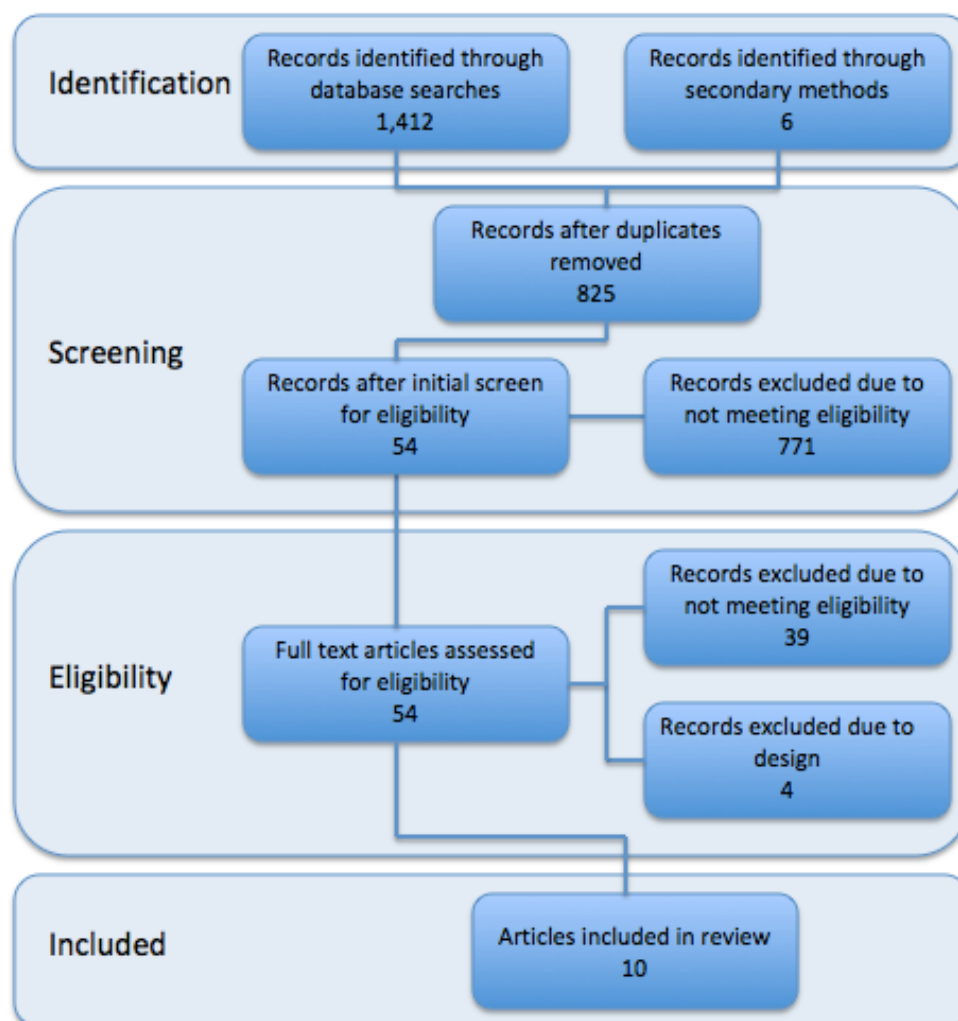 Identification
Records identified through
database searches
1,412
Records identified through
secondary methods
6
Records after duplicates
removed
825
Screening
Records after initial screen
for eligibility
54
Records excluded due to
not meeting eligibility
771
Eligibility
Records excluded due to
not meeting eligibility
39
Full text articles assessed
for eligibility
54
Records excluded due to
design
4
Included
Articles included in review
10